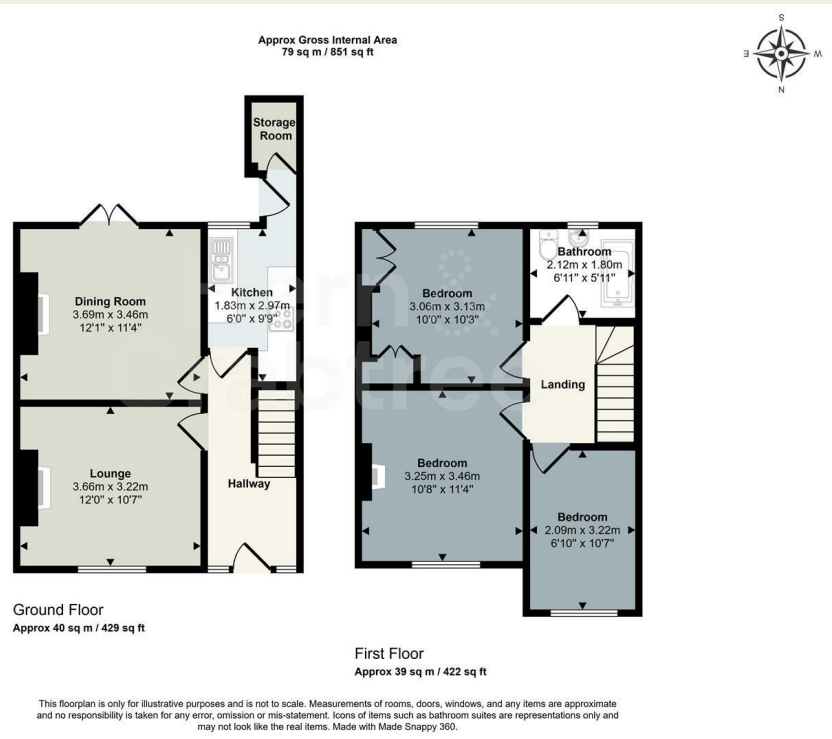 Approx Gross Internal Area
79 sq m / 851 sq ft
S
E
W
N
Storage
Room
Dining Room
3.69m x 3.46m
12'1" x 11'4"
Kitchen
1.83m x 2.97m
6'0" x 9'9"
Lounge
3.66m x 3.22m
12'0" x 10'7"
Hallway
Bedroom
3.06m x 3.13m
10'0" x 10'3"
Bathroom
2.12m x 1.80m
6'11" x 5'11"
Landing
Bedroom
3.25m x 3.46m
10'8" x 11'4"
Bedroom
2.09m x 3.22m
6'10" x 10'7"
Ground Floor
Approx 40 sq m / 429 sq ft
First Floor
Approx 39 sq m / 422 sq ft
This floorplan is only for illustrative purposes and is not to scale. Measurements of rooms, doors, windows, and any items are approximate
and no responsibility is taken for any error, omission or mis-statement. Icons of items such as bathroom suites are representations only and
may not look like the real items. Made with Made Snappy 360.
&
Crabtree